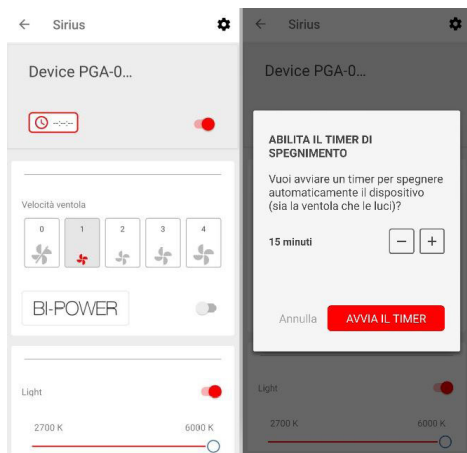 Sirius
Device PGA-0...
--:--:--
Velocità ventola
0 1 2 3 4
BI-POWER
Light
2700 K 6000 K
Sirius
Device PGA-0...
ABILITA IL TIMER DI
SPEGNIMENTO
Vuoi avviare un timer per spegnere
automaticamente il dispositivo
(sia la ventola che le luci)?
15 minuti − +
Annulla AVVIA IL TIMER
Light
2700 K 6000 K